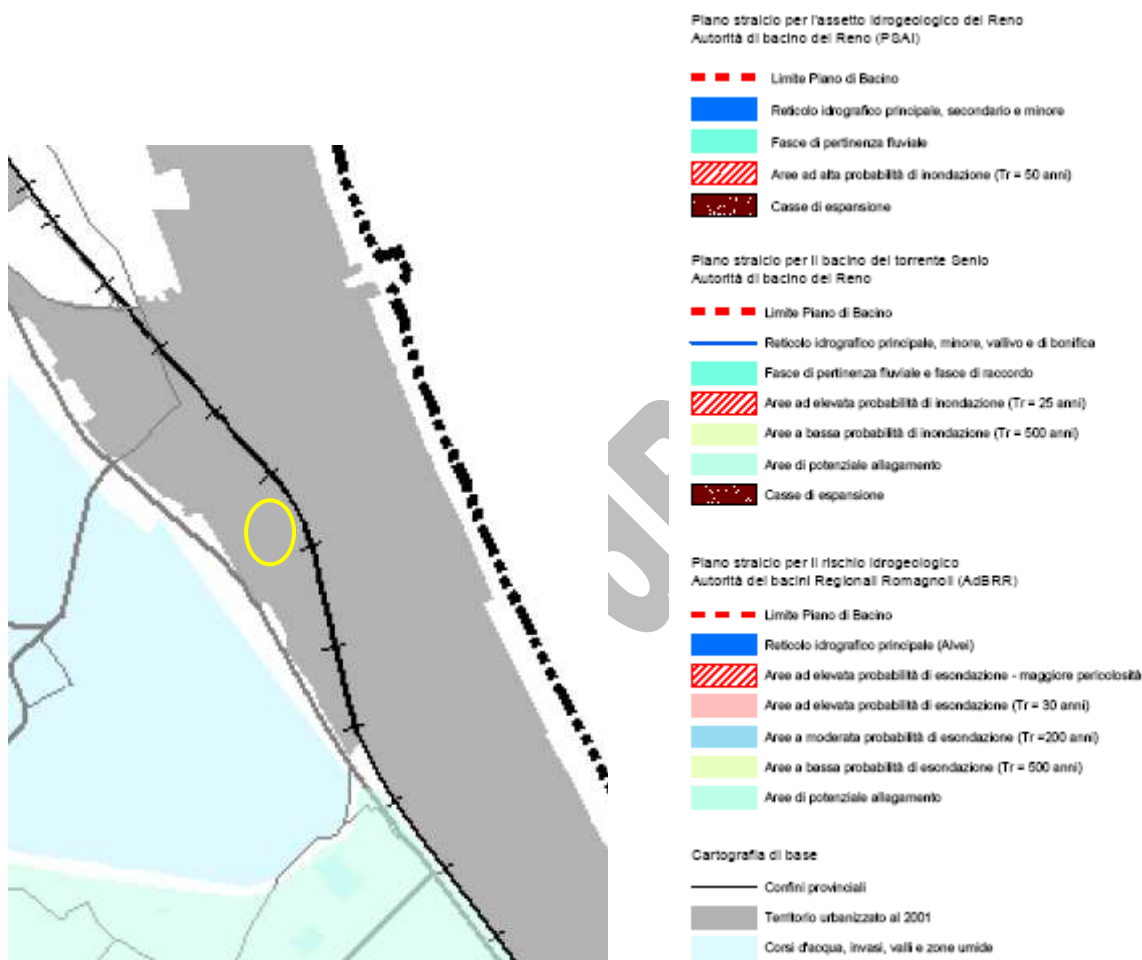 Piano stralcio per l'assetto idrogeologico del Reno
Autorità di bacino del Reno (PSAI)
Limite Piano di Bacino
Reticolo idrografico principale, secondario e minore
Fasce di pertinenza fluviale
Aree ad alta probabilità di inondazione (Tr = 50 anni)
Casse di espansione
Piano stralcio per il bacino del torrente Senio
Autorità di bacino del Reno
Limite Piano di Bacino
Reticolo idrografico principale, minore, vallivo e di bonifica
Fasce di pertinenza fluviale e fasce di raccordo
Aree ad elevata probabilità di inondazione (Tr = 25 anni)
Aree a bassa probabilità di inondazione (Tr = 500 anni)
Aree di potenziale allagamento
Casse di espansione
Piano stralcio per il rischio idrogeologico
Autorità dei bacini Regionali Romagnoli (AdBRR)
Limite Piano di Bacino
Reticolo idrografico principale (Alvei)
Aree ad elevata probabilità di esondazione - maggiore pericolosità
Aree ad elevata probabilità di esondazione (Tr = 30 anni)
Aree a moderata probabilità di esondazione (Tr =200 anni)
Aree a bassa probabilità di esondazione (Tr = 500 anni)
Aree di potenziale allagamento
Cartografia di base
Confini provinciali
Territorio urbanizzato al 2001
Corsi d'acqua, invasi, valli e zone umide